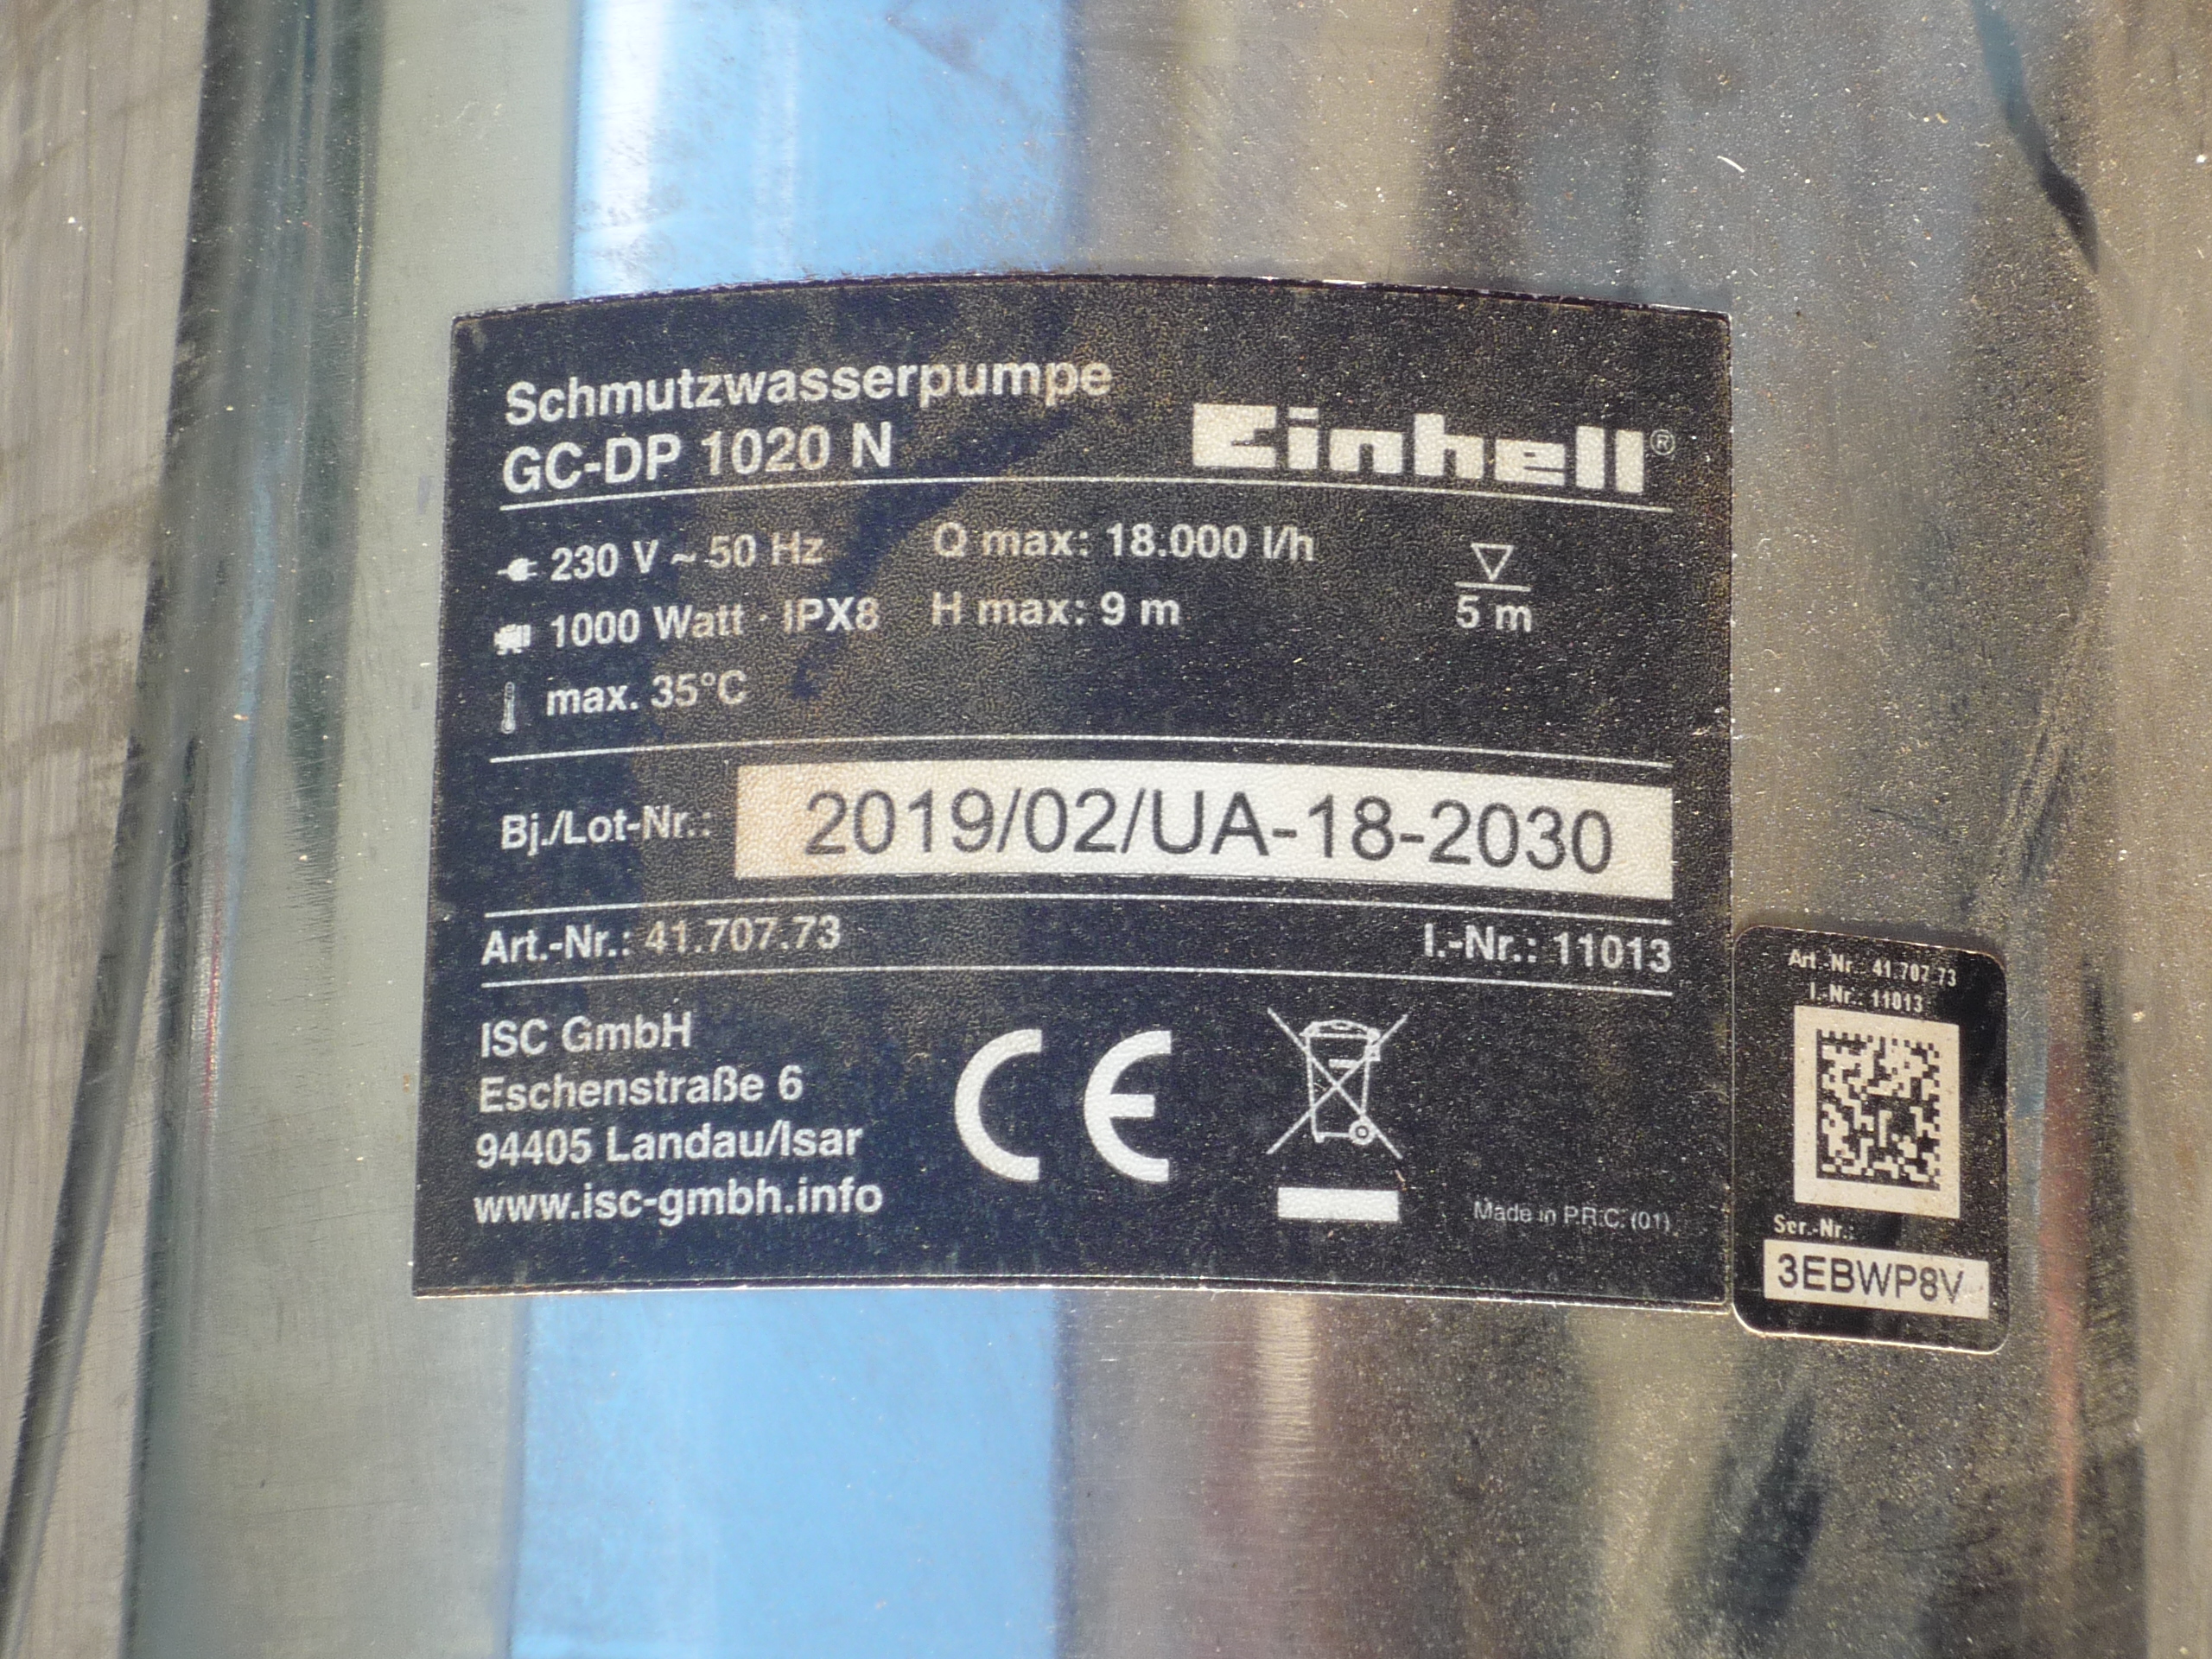 Schmutzwasserpumpe
GC-DP 1020 N
Einhell®
230 V ~ 50 Hz
Q max: 18.000 l/h
1000 Watt · IPX8
H max: 9 m
5 m
max. 35°C
Bj./Lot-Nr.: 2019/02/UA-18-2030
Art.-Nr.: 41.707.73
I.-Nr.: 11013
ISC GmbH
Eschenstraße 6
94405 Landau/Isar
www.isc-gmbh.info
CE
Made in P.R.C. (01)
Art.-Nr.: 41.707.73
I.-Nr.: 11013
Ser.-Nr.:
3EBWP8V